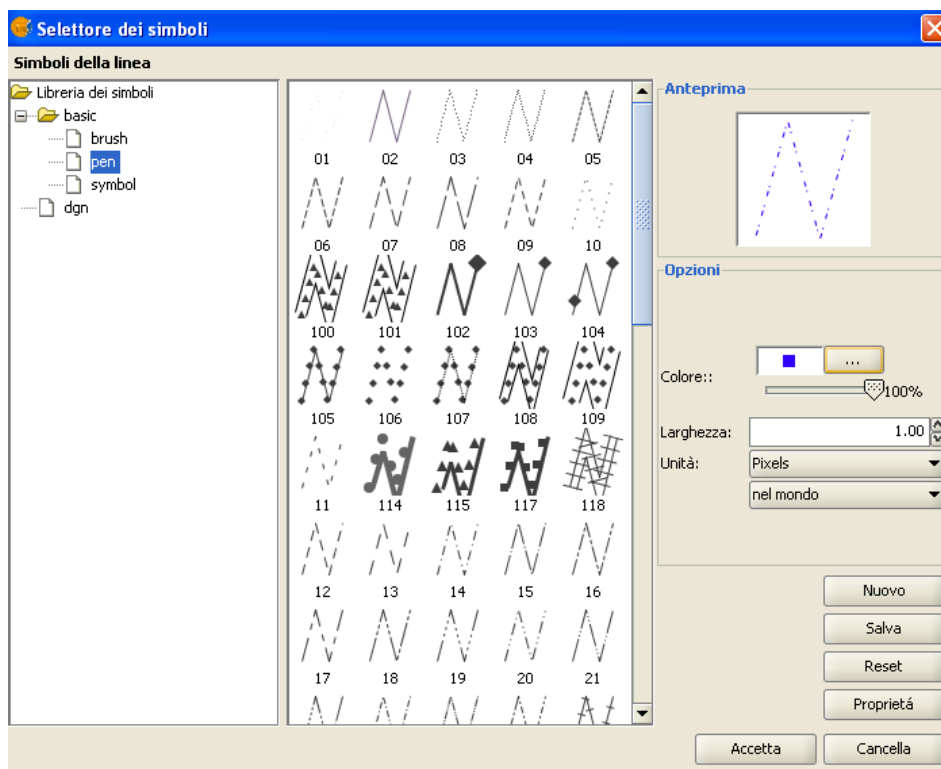 Selettore dei simboli
Simboli della linea
Libreria dei simboli
basic
brush
pen
symbol
dgn
01 02 03 04 05
06 07 08 09 10
100 101 102 103 104
105 106 107 108 109
11 114 115 117 118
12 13 14 15 16
17 18 19 20 21
Anteprima
Opzioni
Colore::
...
100%
Larghezza: 1.00
Unità: Pixels
nel mondo
Nuovo
Salva
Reset
Proprietá
Accetta Cancella